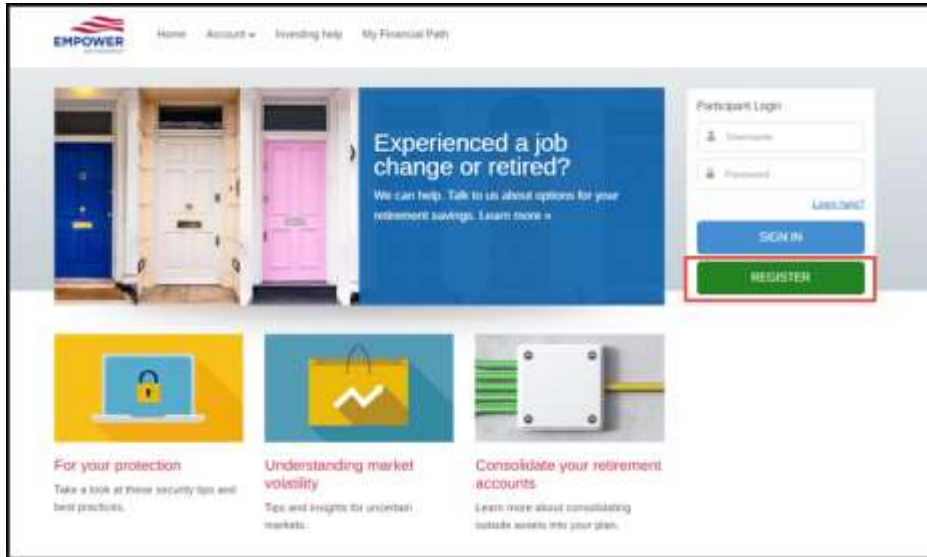 EMPOWER
Home Account Investing help My Financial Path
Experienced a job
change or retired?
We can help. Talk to us about options for your
retirement savings. Learn more »
Participant Login
Username
Password
Login help?
SIGN IN
REGISTER
For your protection
Take a look at these security tips and
best practices.
Understanding market
volatility
Tips and insights for uncertain
markets.
Consolidate your retirement
accounts
Learn more about consolidating
outside assets into your plan.